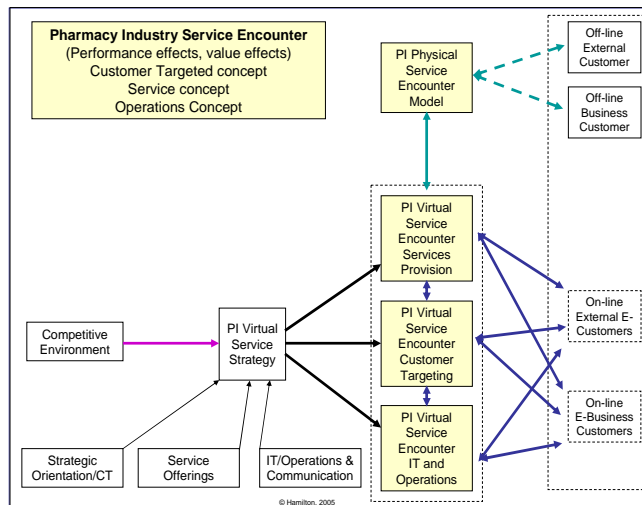 Pharmacy Industry Service Encounter
(Performance effects, value effects)
Customer Targeted concept
Service concept
Operations Concept
PI Physical
Service
Encounter
Model
Off-line
External
Customer
Off-line
Business
Customer
PI Virtual
Service
Encounter
Services
Provision
Competitive
Environment
PI Virtual
Service
Strategy
PI Virtual
Service
Encounter
Customer
Targeting
On-line
External E-
Customers
On-line
E-Business
Customers
PI Virtual
Service
Encounter
IT and
Operations
Strategic
Orientation/CT
Service
Offerings
IT/Operations &
Communication
© Hamilton, 2005